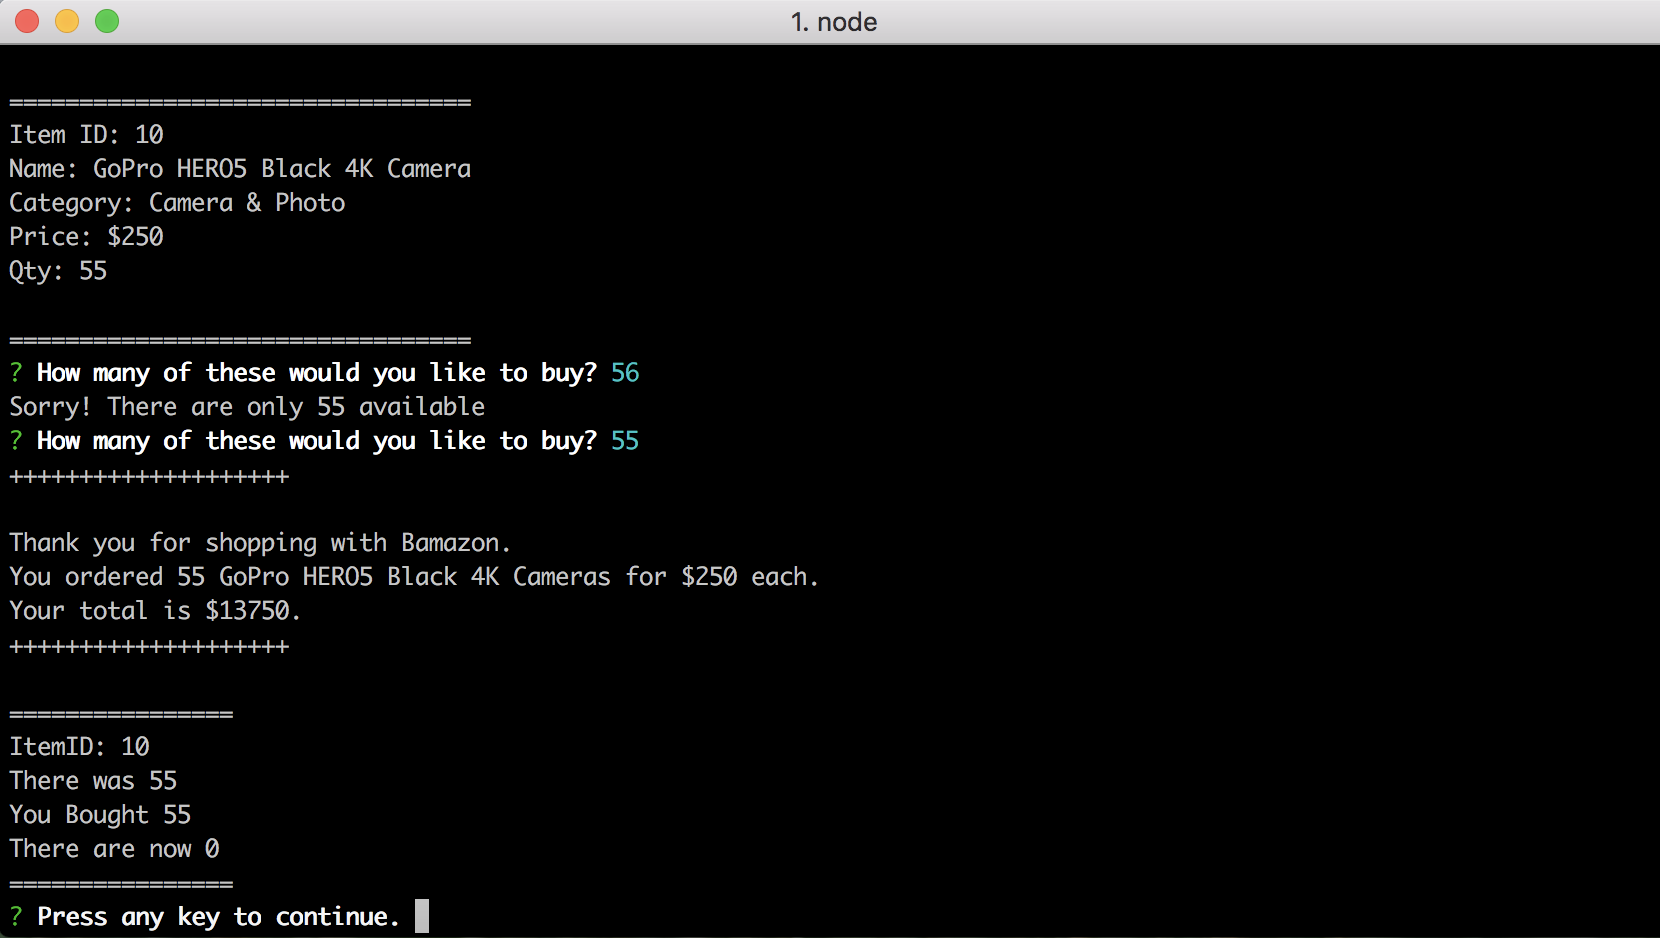 1. node
=================================
Item ID: 10
Name: GoPro HERO5 Black 4K Camera
Category: Camera & Photo
Price: $250
Qty: 55
=================================
? How many of these would you like to buy? 56
Sorry! There are only 55 available
? How many of these would you like to buy? 55
++++++++++++++++++++
Thank you for shopping with Bamazon.
You ordered 55 GoPro HERO5 Black 4K Cameras for $250 each.
Your total is $13750.
++++++++++++++++++++
================
ItemID: 10
There was 55
You Bought 55
There are now 0
================
? Press any key to continue.